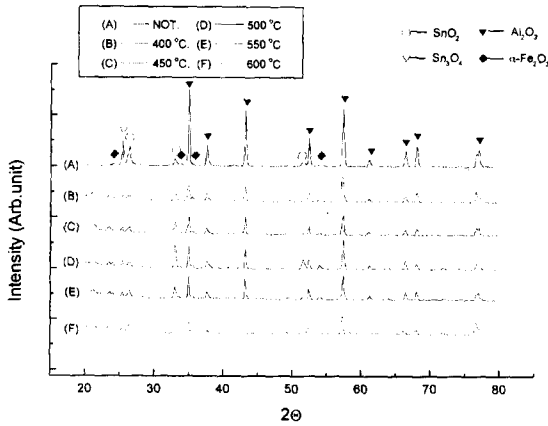 (A) NOT. (D) 500 °C
(B) 400 °C. (E) 550 °C
(C) 450 °C. (F) 600 °C
SnO₂ Al₂O₃
Sn₃O₄ α-Fe₂O₃
Intensity (Arb.unit)
(A)
(B)
(C)
(D)
(E)
(F)
20 30 40 50 60 70 80
2Θ